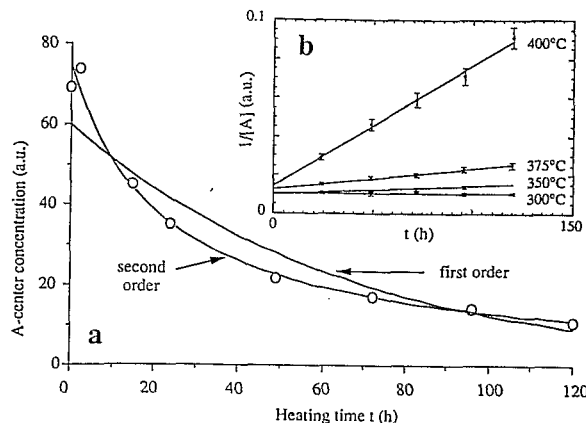 80
60
40
20
0
A-center concentration (a.u.)
a
second
order
first order
0
20
40
60
80
100
120
Heating time t (h)
b
0.1
0
1/[A] (a.u.)
400°C
375°C
350°C
300°C
0
150
t (h)